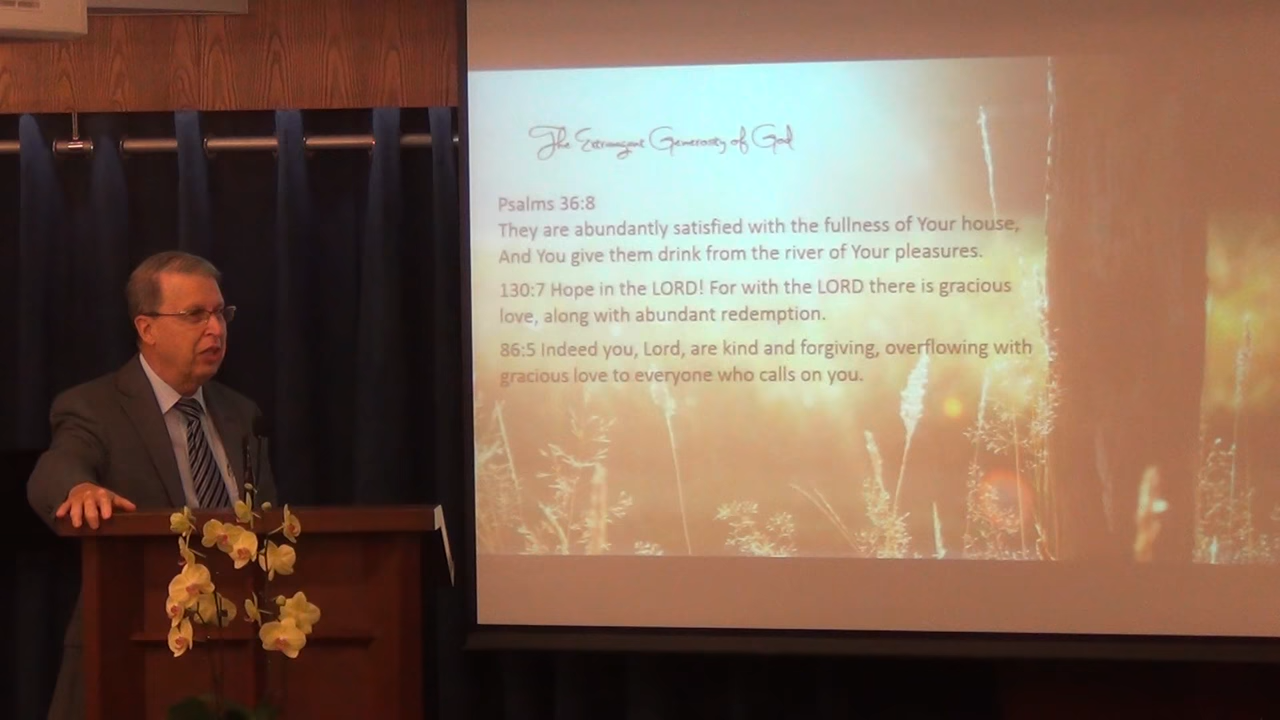 The Extravagant Generosity of God
Psalms 36:8
They are abundantly satisfied with the fullness of Your house,
And You give them drink from the river of Your pleasures.
130:7 Hope in the LORD! For with the LORD there is gracious
love, along with abundant redemption.
86:5 Indeed you, Lord, are kind and forgiving, overflowing with
gracious love to everyone who calls on you.